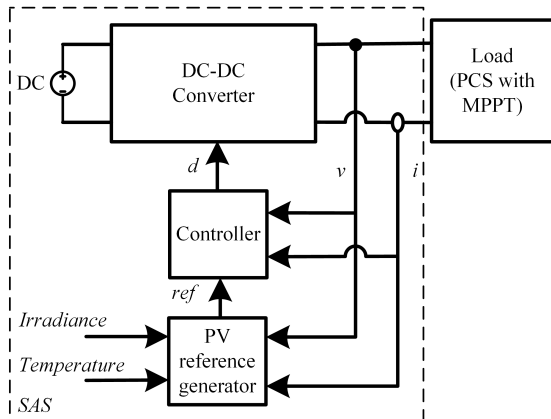 DC
DC-DC
Converter
Load
(PCS with
MPPT)
d
v
i
Controller
ref
Irradiance
Temperature
SAS
PV
reference
generator